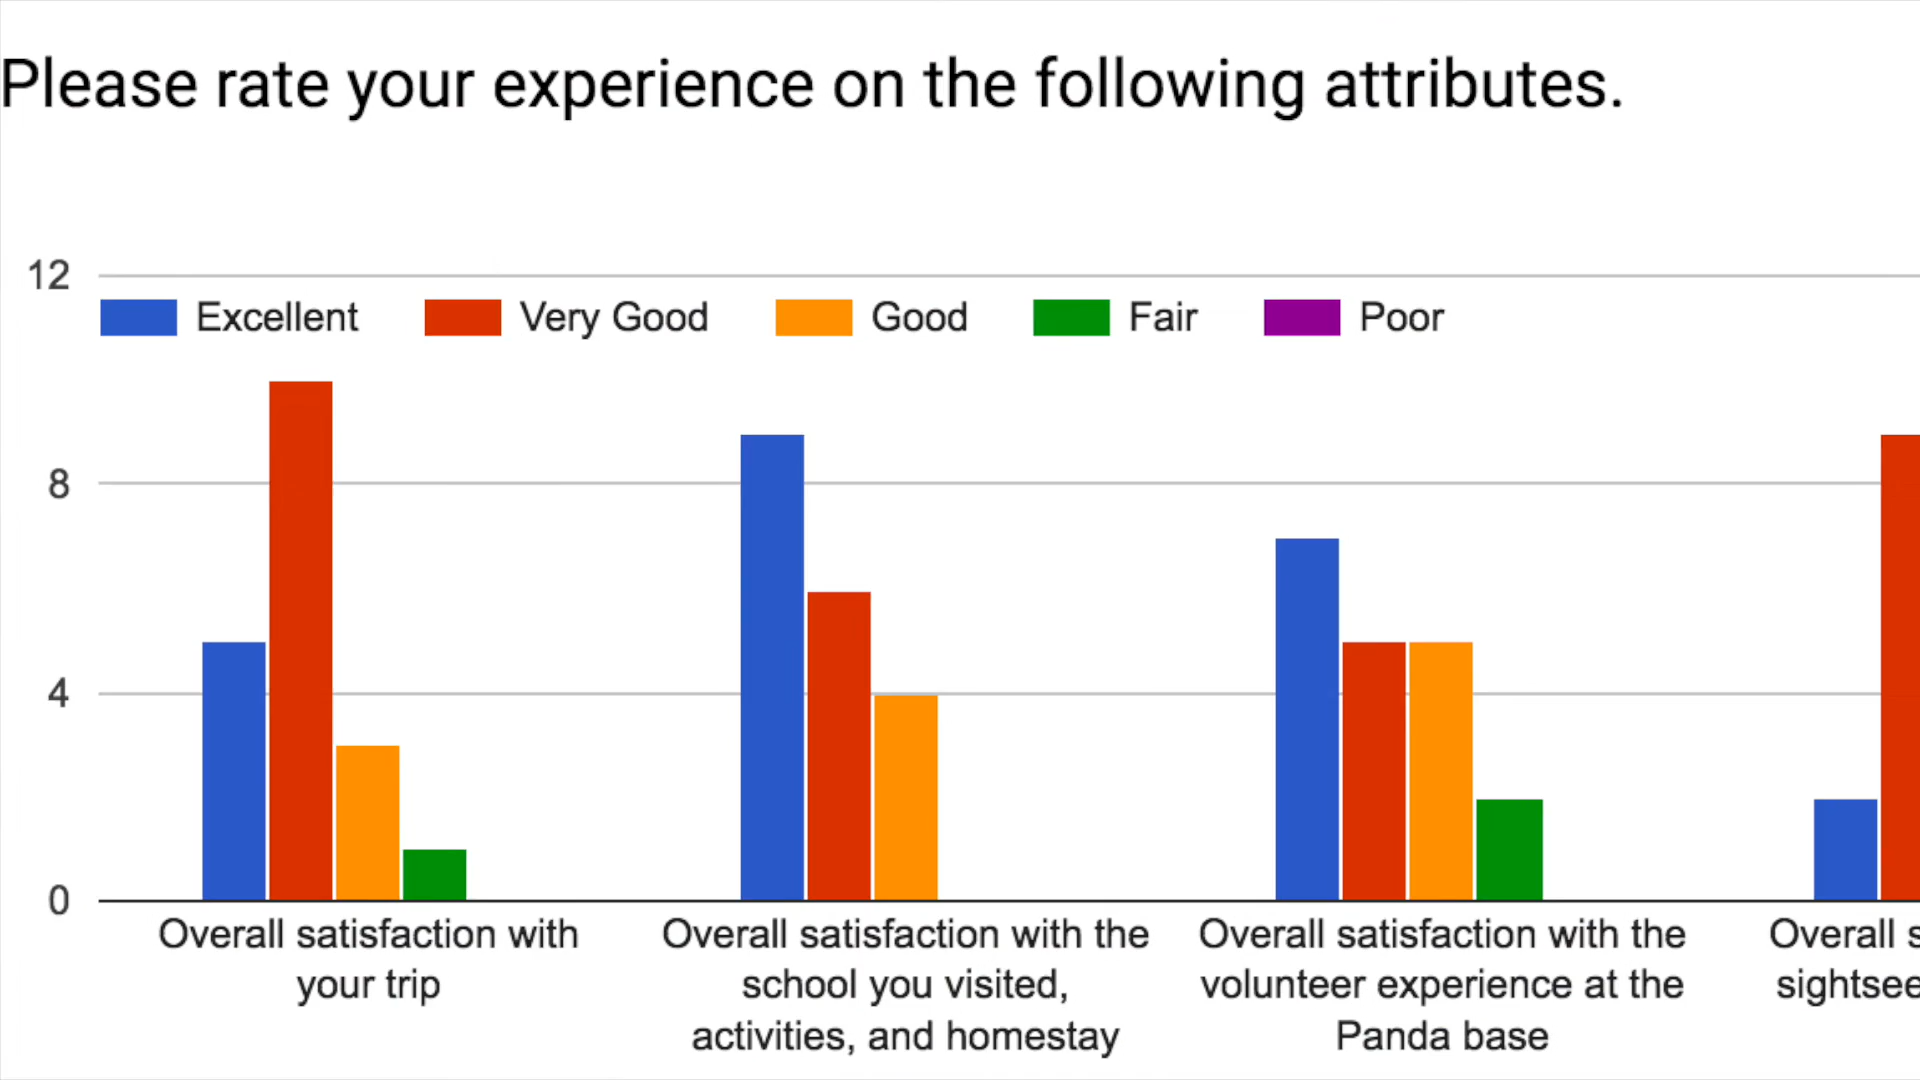 Please rate your experience on the following attributes.
12
Excellent Very Good Good Fair Poor
8
4
0
Overall satisfaction with
your trip
Overall satisfaction with the
school you visited,
activities, and homestay
Overall satisfaction with the
volunteer experience at the
Panda base
Overall